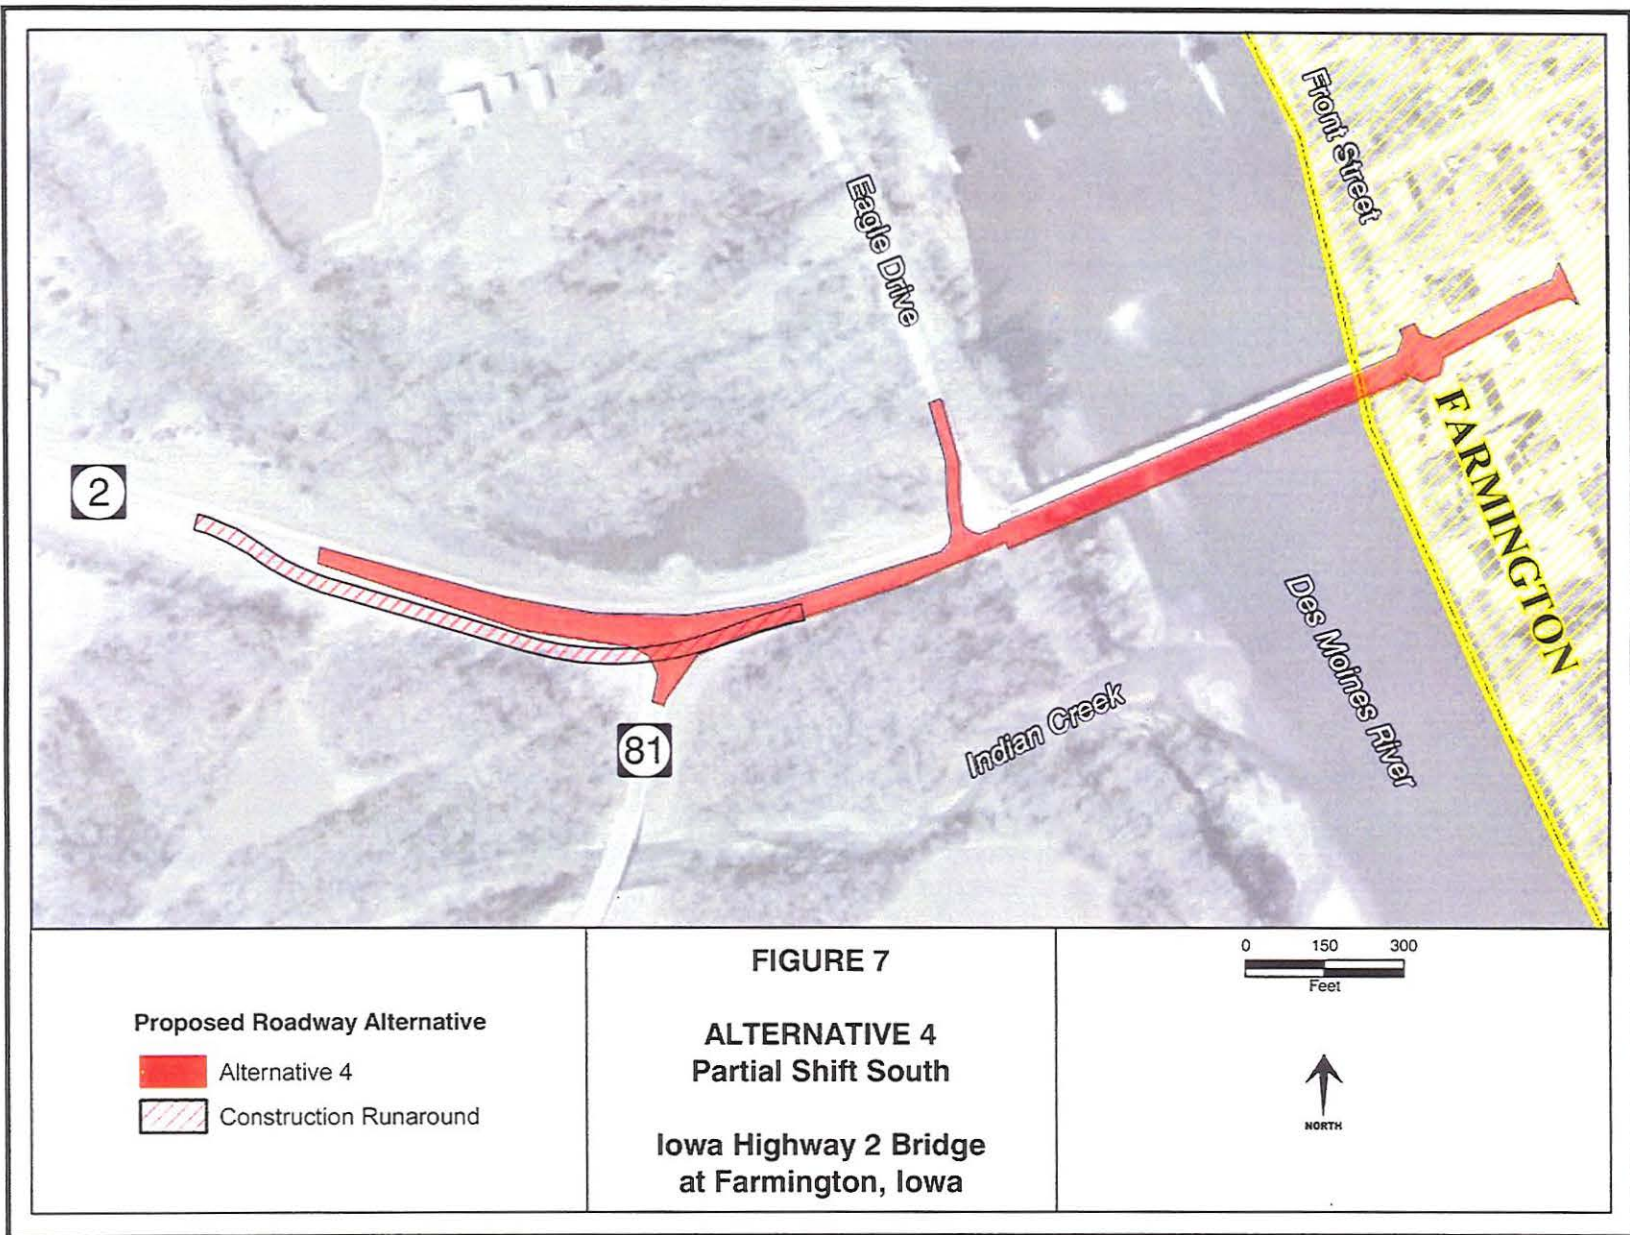 Front Street
Eagle Drive
2
FARMINGTON
Des Moines River
Indian Creek
81
Proposed Roadway Alternative
Alternative 4
Construction Runaround
FIGURE 7
ALTERNATIVE 4
Partial Shift South
Iowa Highway 2 Bridge
at Farmington, Iowa
0 150 300
Feet
NORTH